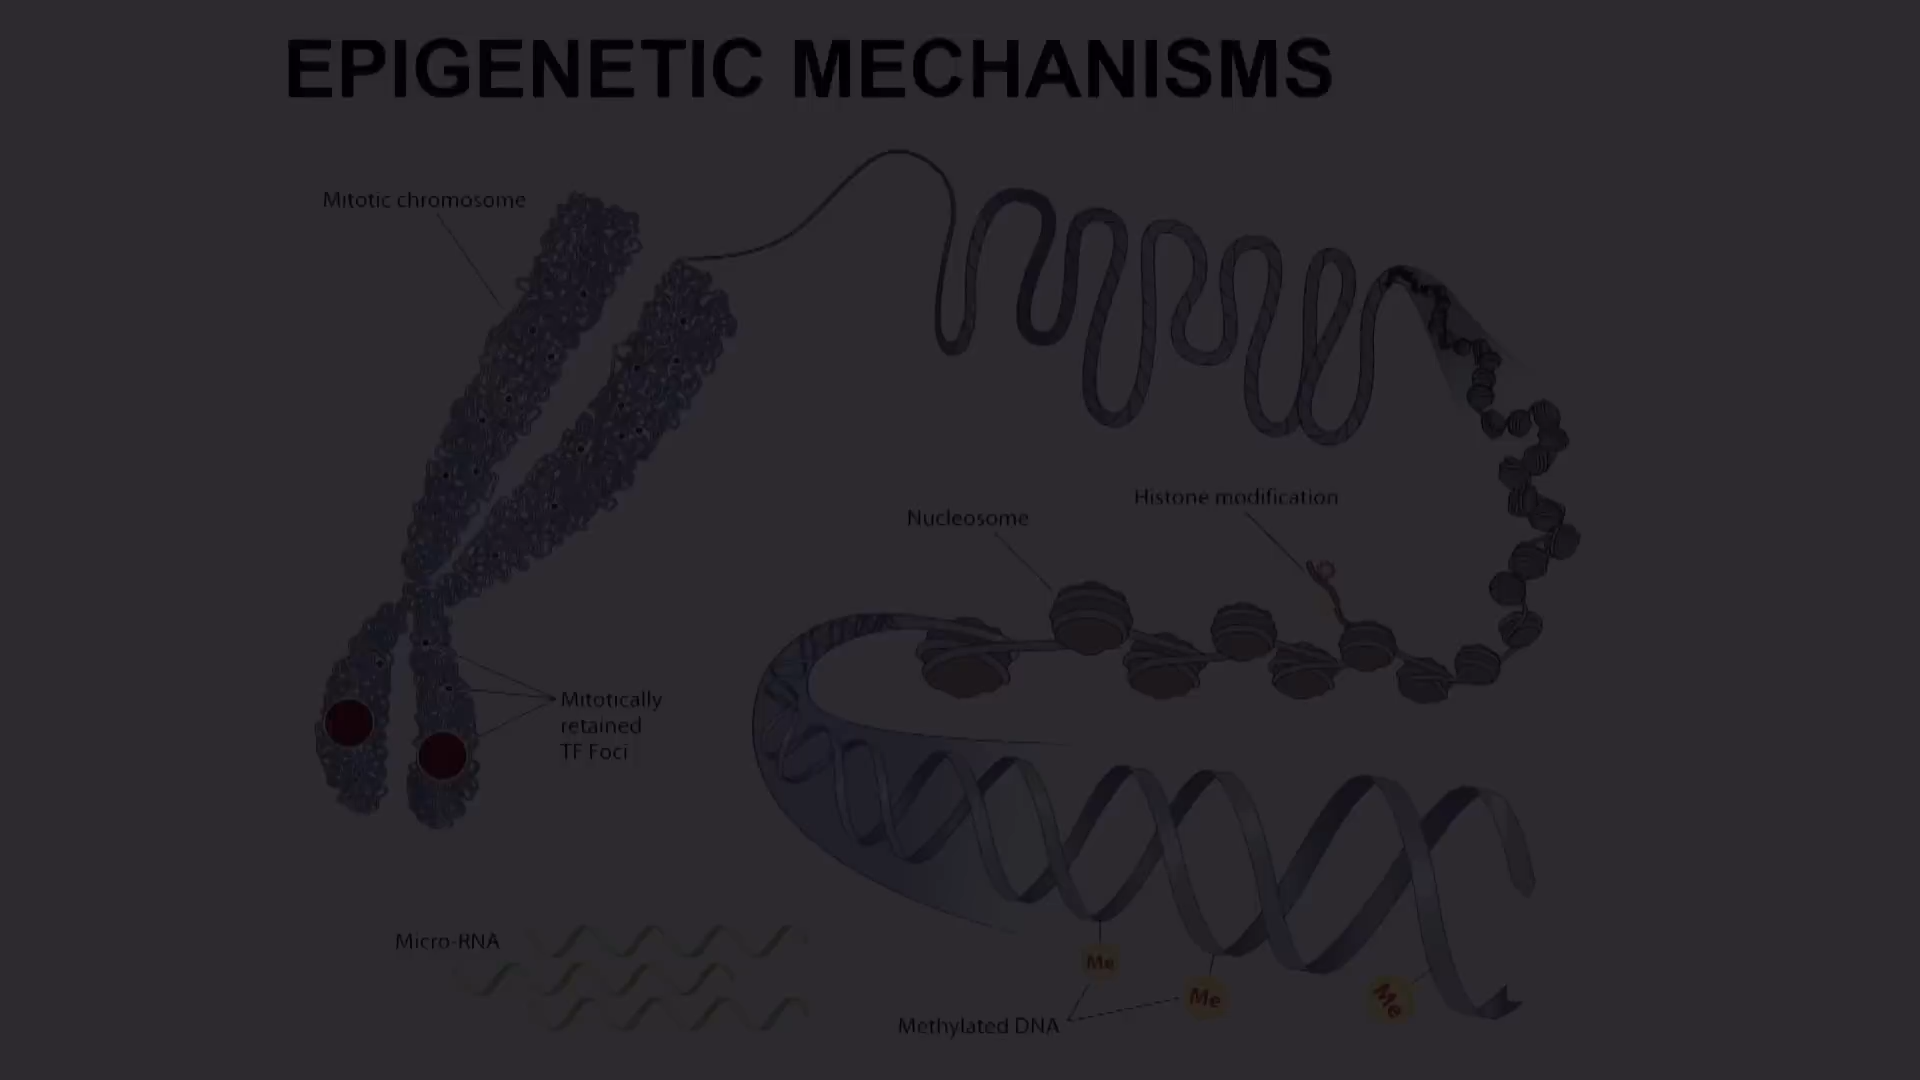 EPIGENETIC MECHANISMS
Mitotic chromosome
Histone modification
Nucleosome
Mitotically
retained
TF Foci
Micro-RNA
Me
Me
Me
Methylated DNA